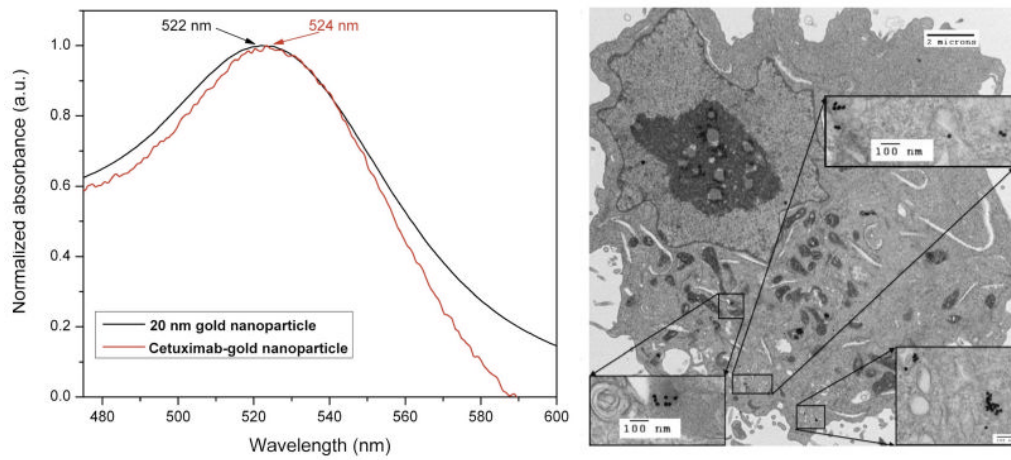 522 nm
524 nm
Normalized absorbance (a.u.)
1.0
0.8
0.6
0.4
0.2
0.0
20 nm gold nanoparticle
Cetuximab-gold nanoparticle
480
500
520
540
560
580
600
Wavelength (nm)
2 microns
100 nm
100 nm